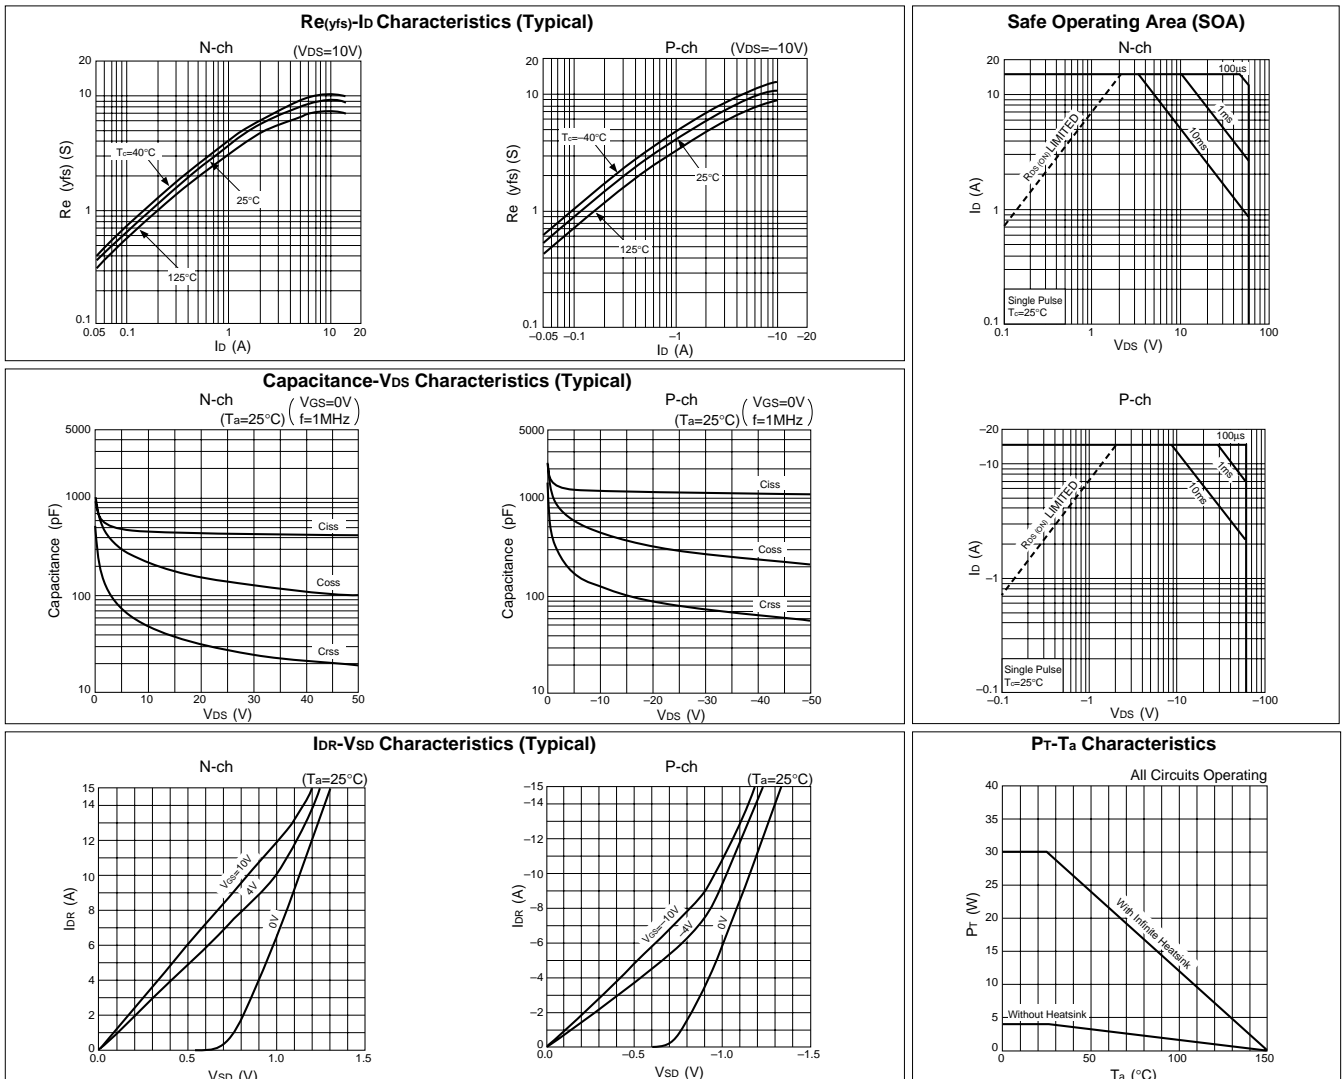 Re(yfs)-ID Characteristics (Typical)
N-ch
(VDS=10V)
20
10
1
0.1
Re (yfs) (S)
Tc=40°C
25°C
125°C
0.05 0.1 1 10 20
ID (A)
P-ch
(VDS=–10V)
20
10
1
0.1
Re (yfs) (S)
Tc=–40°C
25°C
125°C
–0.05 –0.1 –1 –10 –20
ID (A)
Safe Operating Area (SOA)
N-ch
20
10
1
0.1
ID (A)
100µs
1ms
10ms
RDS (ON) LIMITED
Single Pulse
Tc=25°C
0.1 1 10 100
VDS (V)
P-ch
–20
–10
–1
–0.1
ID (A)
100µs
1ms
10ms
RDS (ON) LIMITED
Single Pulse
Tc=25°C
–0.1 –1 –10 –100
VDS (V)
Capacitance-VDS Characteristics (Typical)
N-ch
(Ta=25°C) (VGS=0V
f=1MHz)
5000
1000
100
10
Capacitance (pF)
Ciss
Coss
Crss
0 10 20 30 40 50
VDS (V)
P-ch
(Ta=25°C) (VGS=0V
f=1MHz)
5000
1000
100
10
Capacitance (pF)
Ciss
Coss
Crss
0 –10 –20 –30 –40 –50
VDS (V)
IDR-VSD Characteristics (Typical)
N-ch
(Ta=25°C)
15
14
12
10
8
6
4
2
0
IDR (A)
VGS=10V
4V
0V
0.0 0.5 1.0 1.5
VSD (V)
P-ch
(Ta=25°C)
–15
–14
–12
–10
–8
–6
–4
–2
0
IDR (A)
VGS=–10V
–4V
0V
0.0 –0.5 –1.0 –1.5
VSD (V)
PT-Ta Characteristics
All Circuits Operating
40
35
30
25
20
15
10
5
0
PT (W)
With Infinite Heatsink
Without Heatsink
0 50 100 150
Ta (°C)